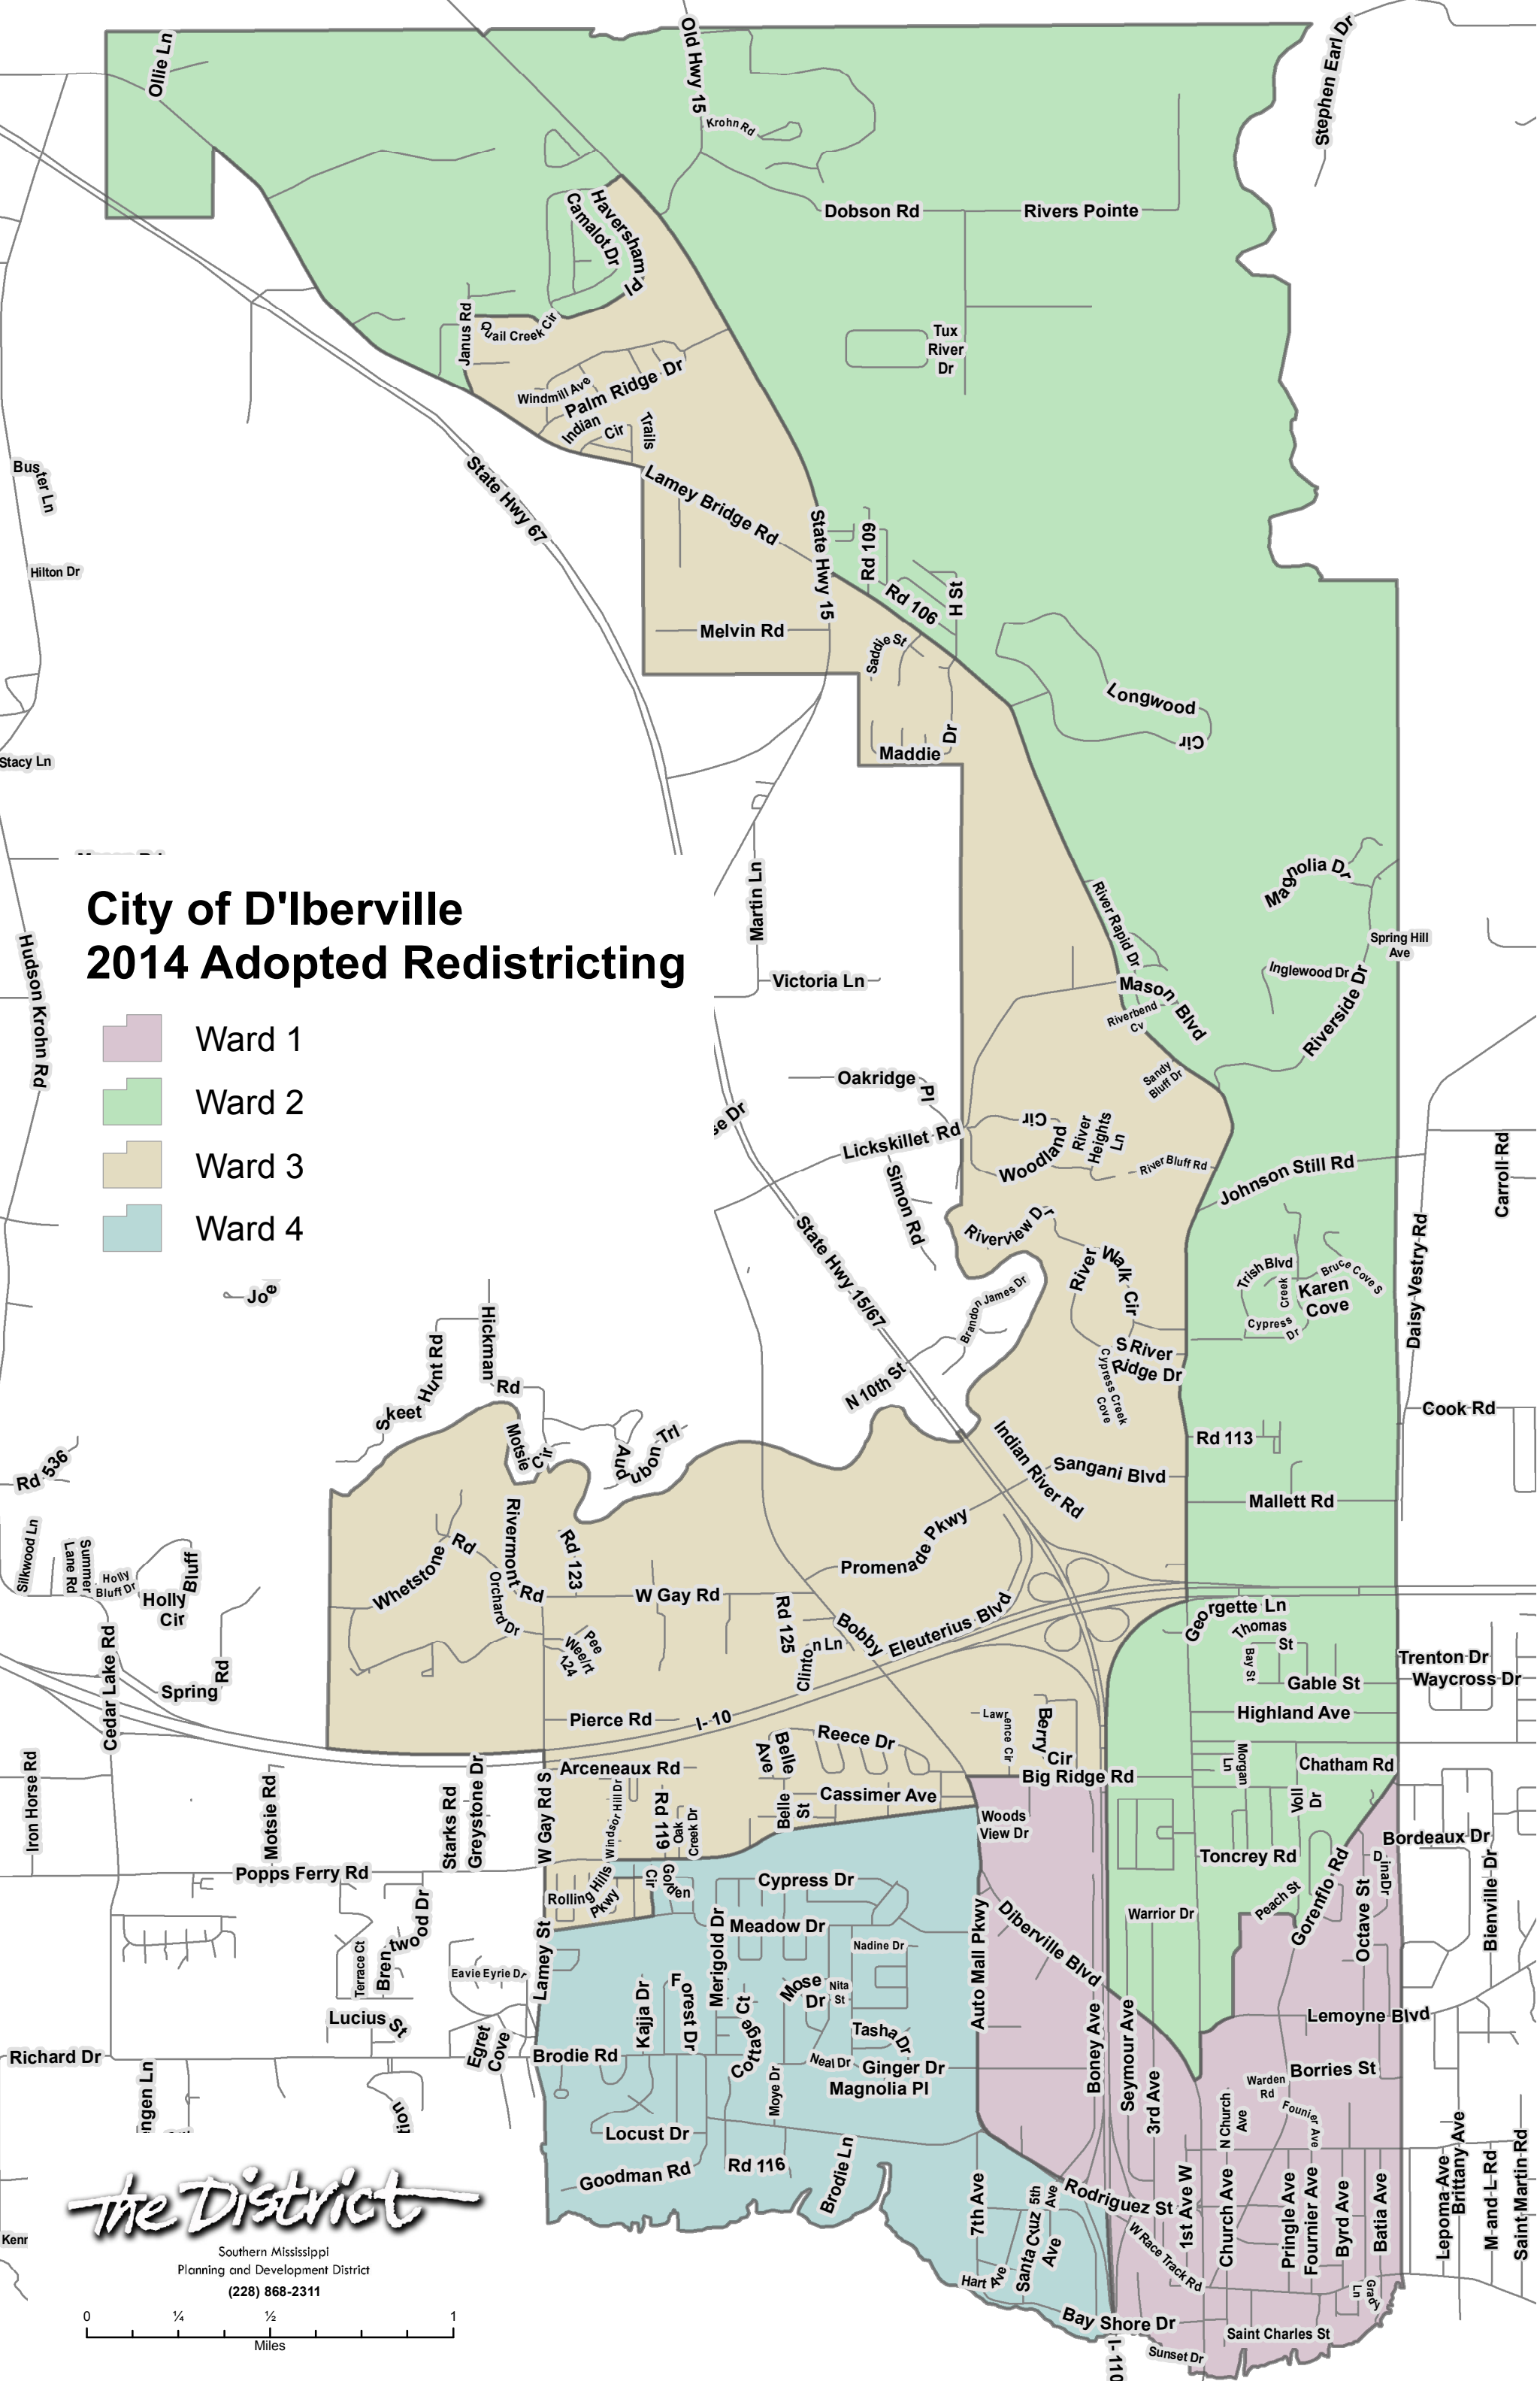 Ollie Ln
Old Hwy 15
Stephen Earl Dr
Krohn Rd
Haversham Pl
Camalot Dr
Dobson Rd
Rivers Pointe
Janus Rd
Quail Creek Cir
Tux
River
Dr
Windmill Ave
Palm Ridge Dr
Indian
Cir
Trails
Buster Ln
State Hwy 67
Lamey Bridge Rd
State Hwy 15
Rd 109
Hilton Dr
Rd 106
H St
Melvin Rd
Saddle St
Longwood
Cir
Maddie Dr
Stacy Ln
City of D'Iberville
2014 Adopted Redistricting
Ward 1
Ward 2
Ward 3
Ward 4
Martin Ln
Magnolia Dr
River Rapid Dr
Spring Hill
Ave
Hudson Krohn Rd
Victoria Ln
Inglewood Dr
Mason Blvd
Riverbend
Cv
Riverside Dr
Oakridge Pl
Sandy
Bluff Dr
se Dr
Lickskillet Rd
Woodland
Cir
River
Heights
Ln
River Bluff Rd
Johnson Still Rd
Carroll Rd
Simon Rd
Riverview Dr
State Hwy 15/67
River Walk Cir
Trish Blvd
Bruce Cove S
Karen
Cove
Cypress Creek
Dr
Daisy-Vestry-Rd
Joe
Brandon James Dr
Hickman
Rd
Skeet Hunt Rd
S River
Ridge Dr
Cypress Creek
Cove
N 10th St
Cook Rd
Motsie
Cir
Audubon Trl
Indian River Rd
Rd 113
Sangani Blvd
Rd 536
Mallett Rd
Silkwood Ln
Summer
Lane Rd
Holly
Bluff Dr
Holly Bluff
Cir
Whetstone Rd
Rivermont Rd
Rd 123
Orchard Dr
Promenade Pkwy
W Gay Rd
Rd 125
Bobby Eleuterius Blvd
Clinton Ln
Pee
Wee/rt
124
Georgette Ln
Thomas
St
Bay St
Gable St
Trenton Dr
Waycross Dr
Cedar Lake Rd
Spring Rd
Pierce Rd
I- 10
Highland Ave
Lawrence Cir
Berry
Cir
Reece Dr
Belle
Ave
Iron Horse Rd
Motsie Rd
Starks Rd
Greystone Dr
W Gay Rd S
Arceneaux Rd
Windsor Hill Dr
Rd 119
Oak
Creek Dr
Belle
St
Cassimer Ave
Big Ridge Rd
Morgan
Ln
Chatham Rd
Voll
Dr
Woods
View Dr
Bordeaux Dr
Popps Ferry Rd
Toncrey Rd
Dinah Dr
Rolling Hills
Pkwy
Golden
Cir
Cypress Dr
Peach St
Gorenflo Rd
Octave St
Bienville Dr
Brentwood Dr
Terrace Ct
Lamey St
Merigold Dr
Meadow Dr
Nadine Dr
Auto Mall Pkwy
Diberville Blvd
Warrior Dr
Eavie Eyrie Dr
Kajja Dr
Forest Dr
Mose
Dr
Nita
St
Lucius St
Cottage Ct
Tasha Dr
Lemoyne Blvd
Richard Dr
Egret
Cove
Brodie Rd
Neal Dr
Ginger Dr
Magnolia Pl
Moye Dr
Boney Ave
Seymour Ave
3rd Ave
Borries St
Warden
Rd
Founier Ave
N Church
Ave
ngen Ln
Locust Dr
Rd 116
Goodman Rd
Brodie Ln
7th Ave
Rodriguez St
5th
Ave
Santa Cruz
Ave
W Race Track Rd
1st Ave W
Church Ave
Pringle Ave
Fournier Ave
Byrd Ave
Batia Ave
Lepoma-Ave
Brittany Ave
M-and-L-Rd
Saint-Martin-Rd
Kenr
Hart Ave
Grady
Ln
Bay Shore Dr
Saint Charles St
Sunset Dr
I- 110
the District
Southern Mississippi
Planning and Development District
(228) 868-2311
0 ¼ ½ 1
Miles